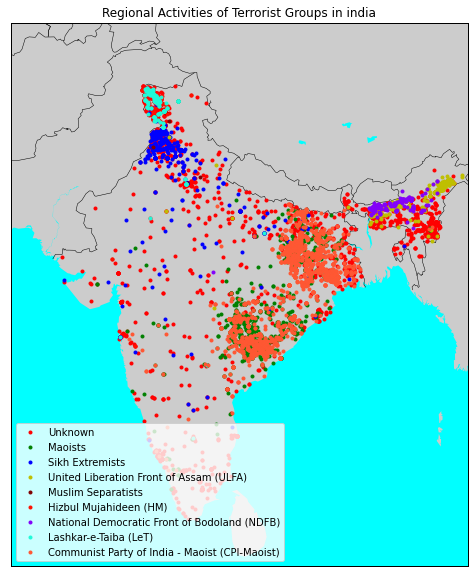 Regional Activities of Terrorist Groups in india
Unknown
Maoists
Sikh Extremists
United Liberation Front of Assam (ULFA)
Muslim Separatists
Hizbul Mujahideen (HM)
National Democratic Front of Bodoland (NDFB)
Lashkar-e-Taiba (LeT)
Communist Party of India - Maoist (CPI-Maoist)